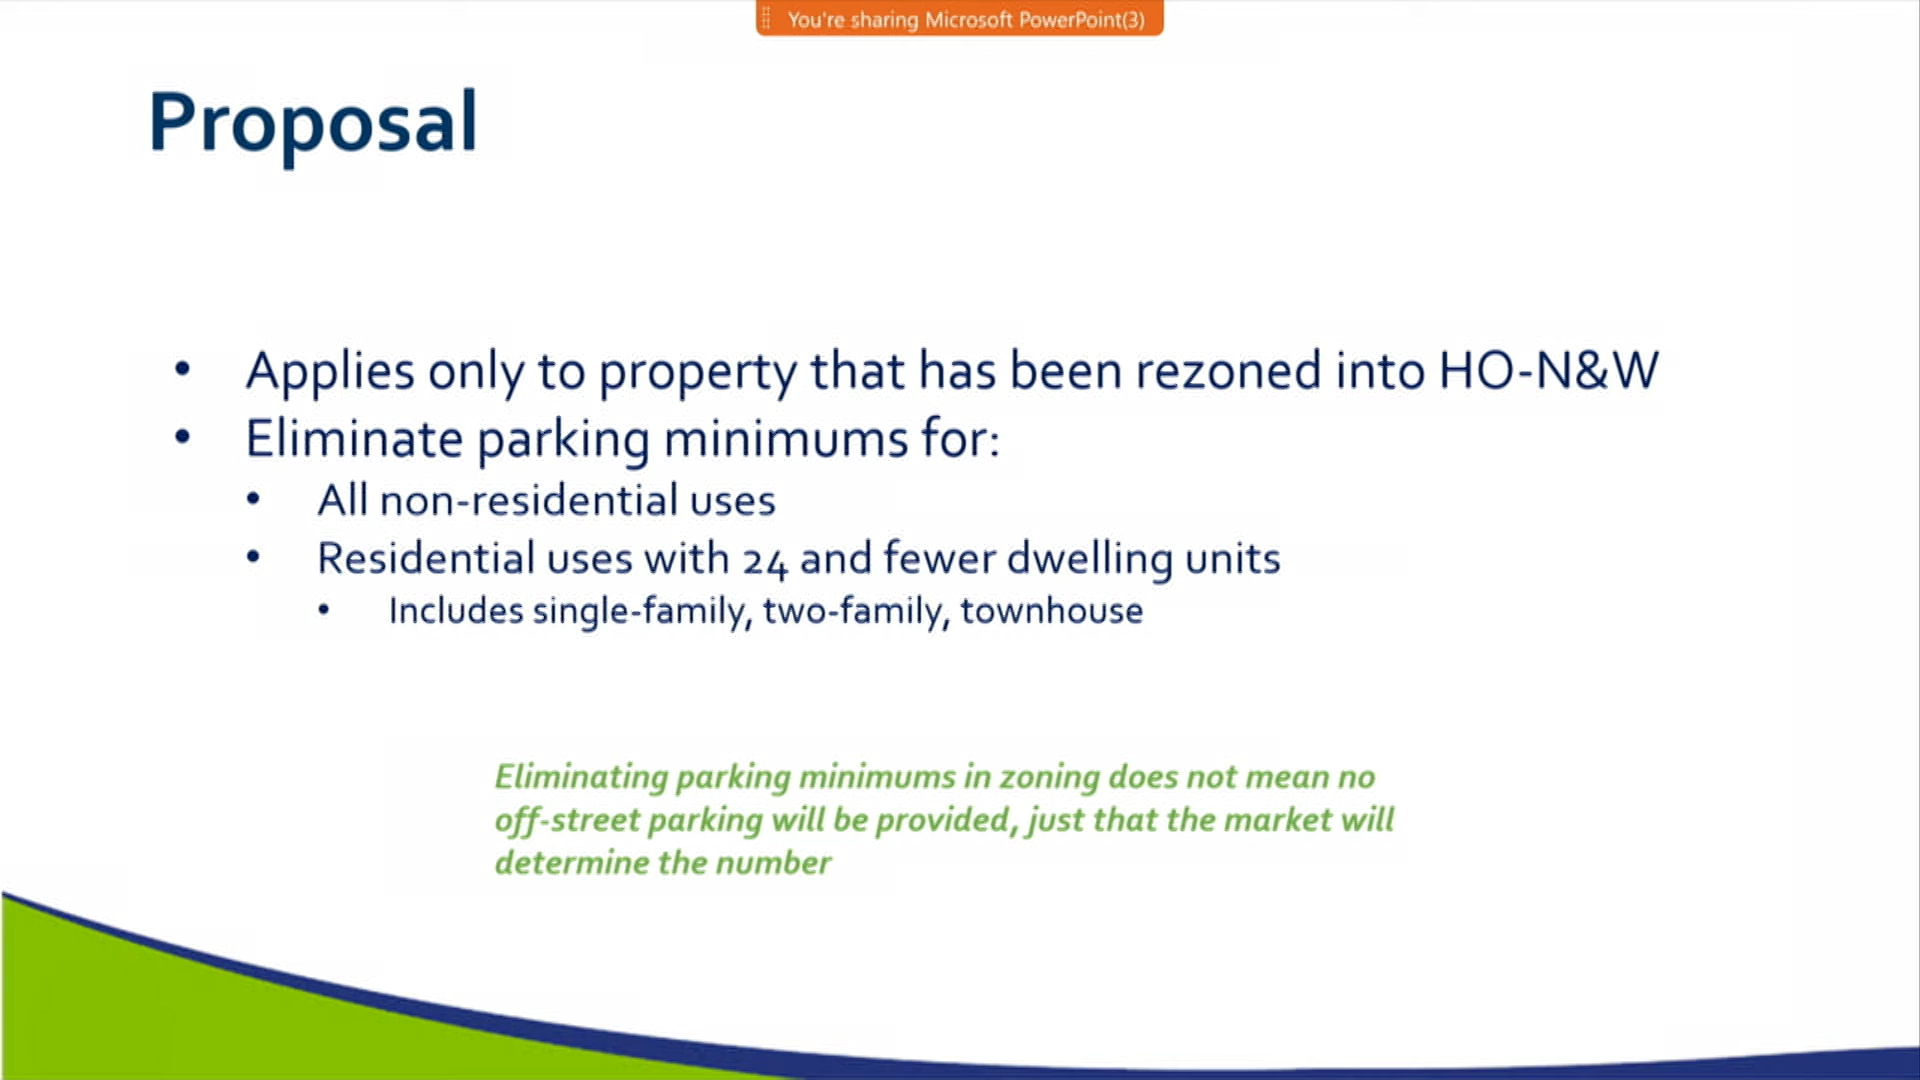 You're sharing Microsoft PowerPoint(3)
Proposal
• Applies only to property that has been rezoned into HO-N&W
• Eliminate parking minimums for:
• All non-residential uses
• Residential uses with 24 and fewer dwelling units
• Includes single-family, two-family, townhouse
Eliminating parking minimums in zoning does not mean no
off-street parking will be provided, just that the market will
determine the number